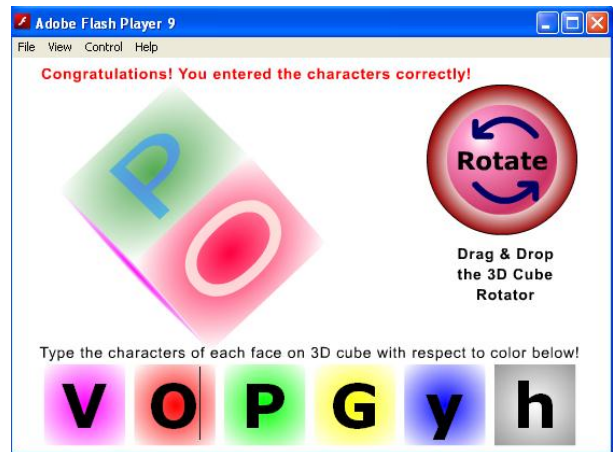 Adobe Flash Player 9
File View Control Help
Congratulations! You entered the characters correctly!
P
O
Rotate
Drag & Drop
the 3D Cube
Rotator
Type the characters of each face on 3D cube with respect to color below!
V O P G y h